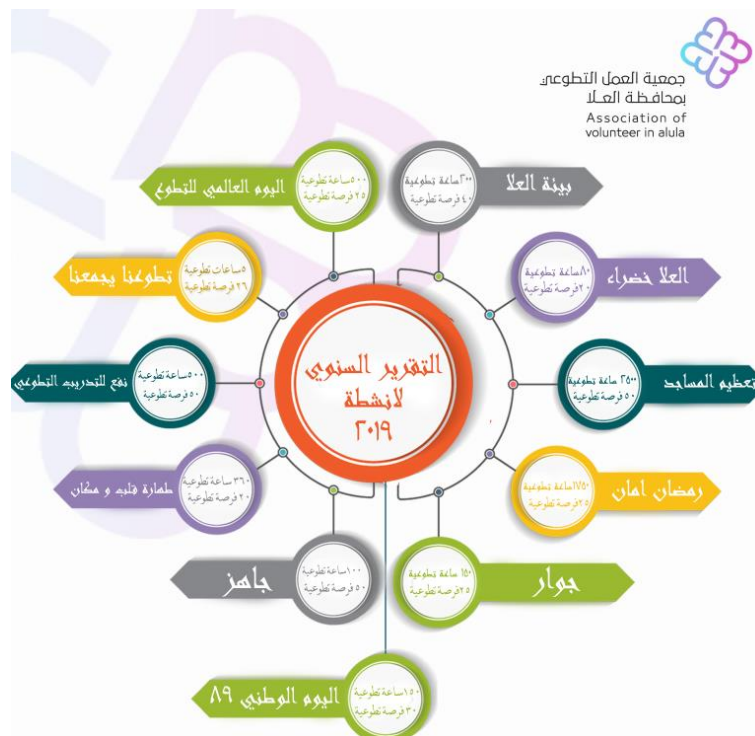 جمعية العمل التطوعي
بمحافظة العلا
Association of
volunteer in alula
بيئة العلا
٢٠٠ ساعة تطوعية
٤٠ فرصة تطوعية
اليوم العالمي للتطوع
٥٠٠ ساعة تطوعية
٢٥ فرصة تطوعية
العلا خضراء
٨٠ ساعة تطوعية
٢٠ فرصة تطوعية
تطوعنا يجمعنا
٥ ساعات تطوعية
٢٦ فرصة تطوعية
التقرير السنوي
لانشطة
٢٠١٩
تعظيم المساجد
٢٥٠٠ ساعة تطوعية
٥٠ فرصة تطوعية
نفع للتدريب التطوعي
٥٠٠ ساعة تطوعية
٥٠ فرصة تطوعية
رمضان امان
١٧٥٠ ساعة تطوعية
٢٥ فرصة تطوعية
طهارة قلب و مكان
٣٦٠ ساعة تطوعية
٢٠ فرصة تطوعية
جوار
١٥٠ ساعة تطوعية
٢٥ فرصة تطوعية
جاهز
١٠٠ ساعة تطوعية
٥٠ فرصة تطوعية
اليوم الوطني ٨٩
١٥٠ ساعة تطوعية
٣٠ فرصة تطوعية